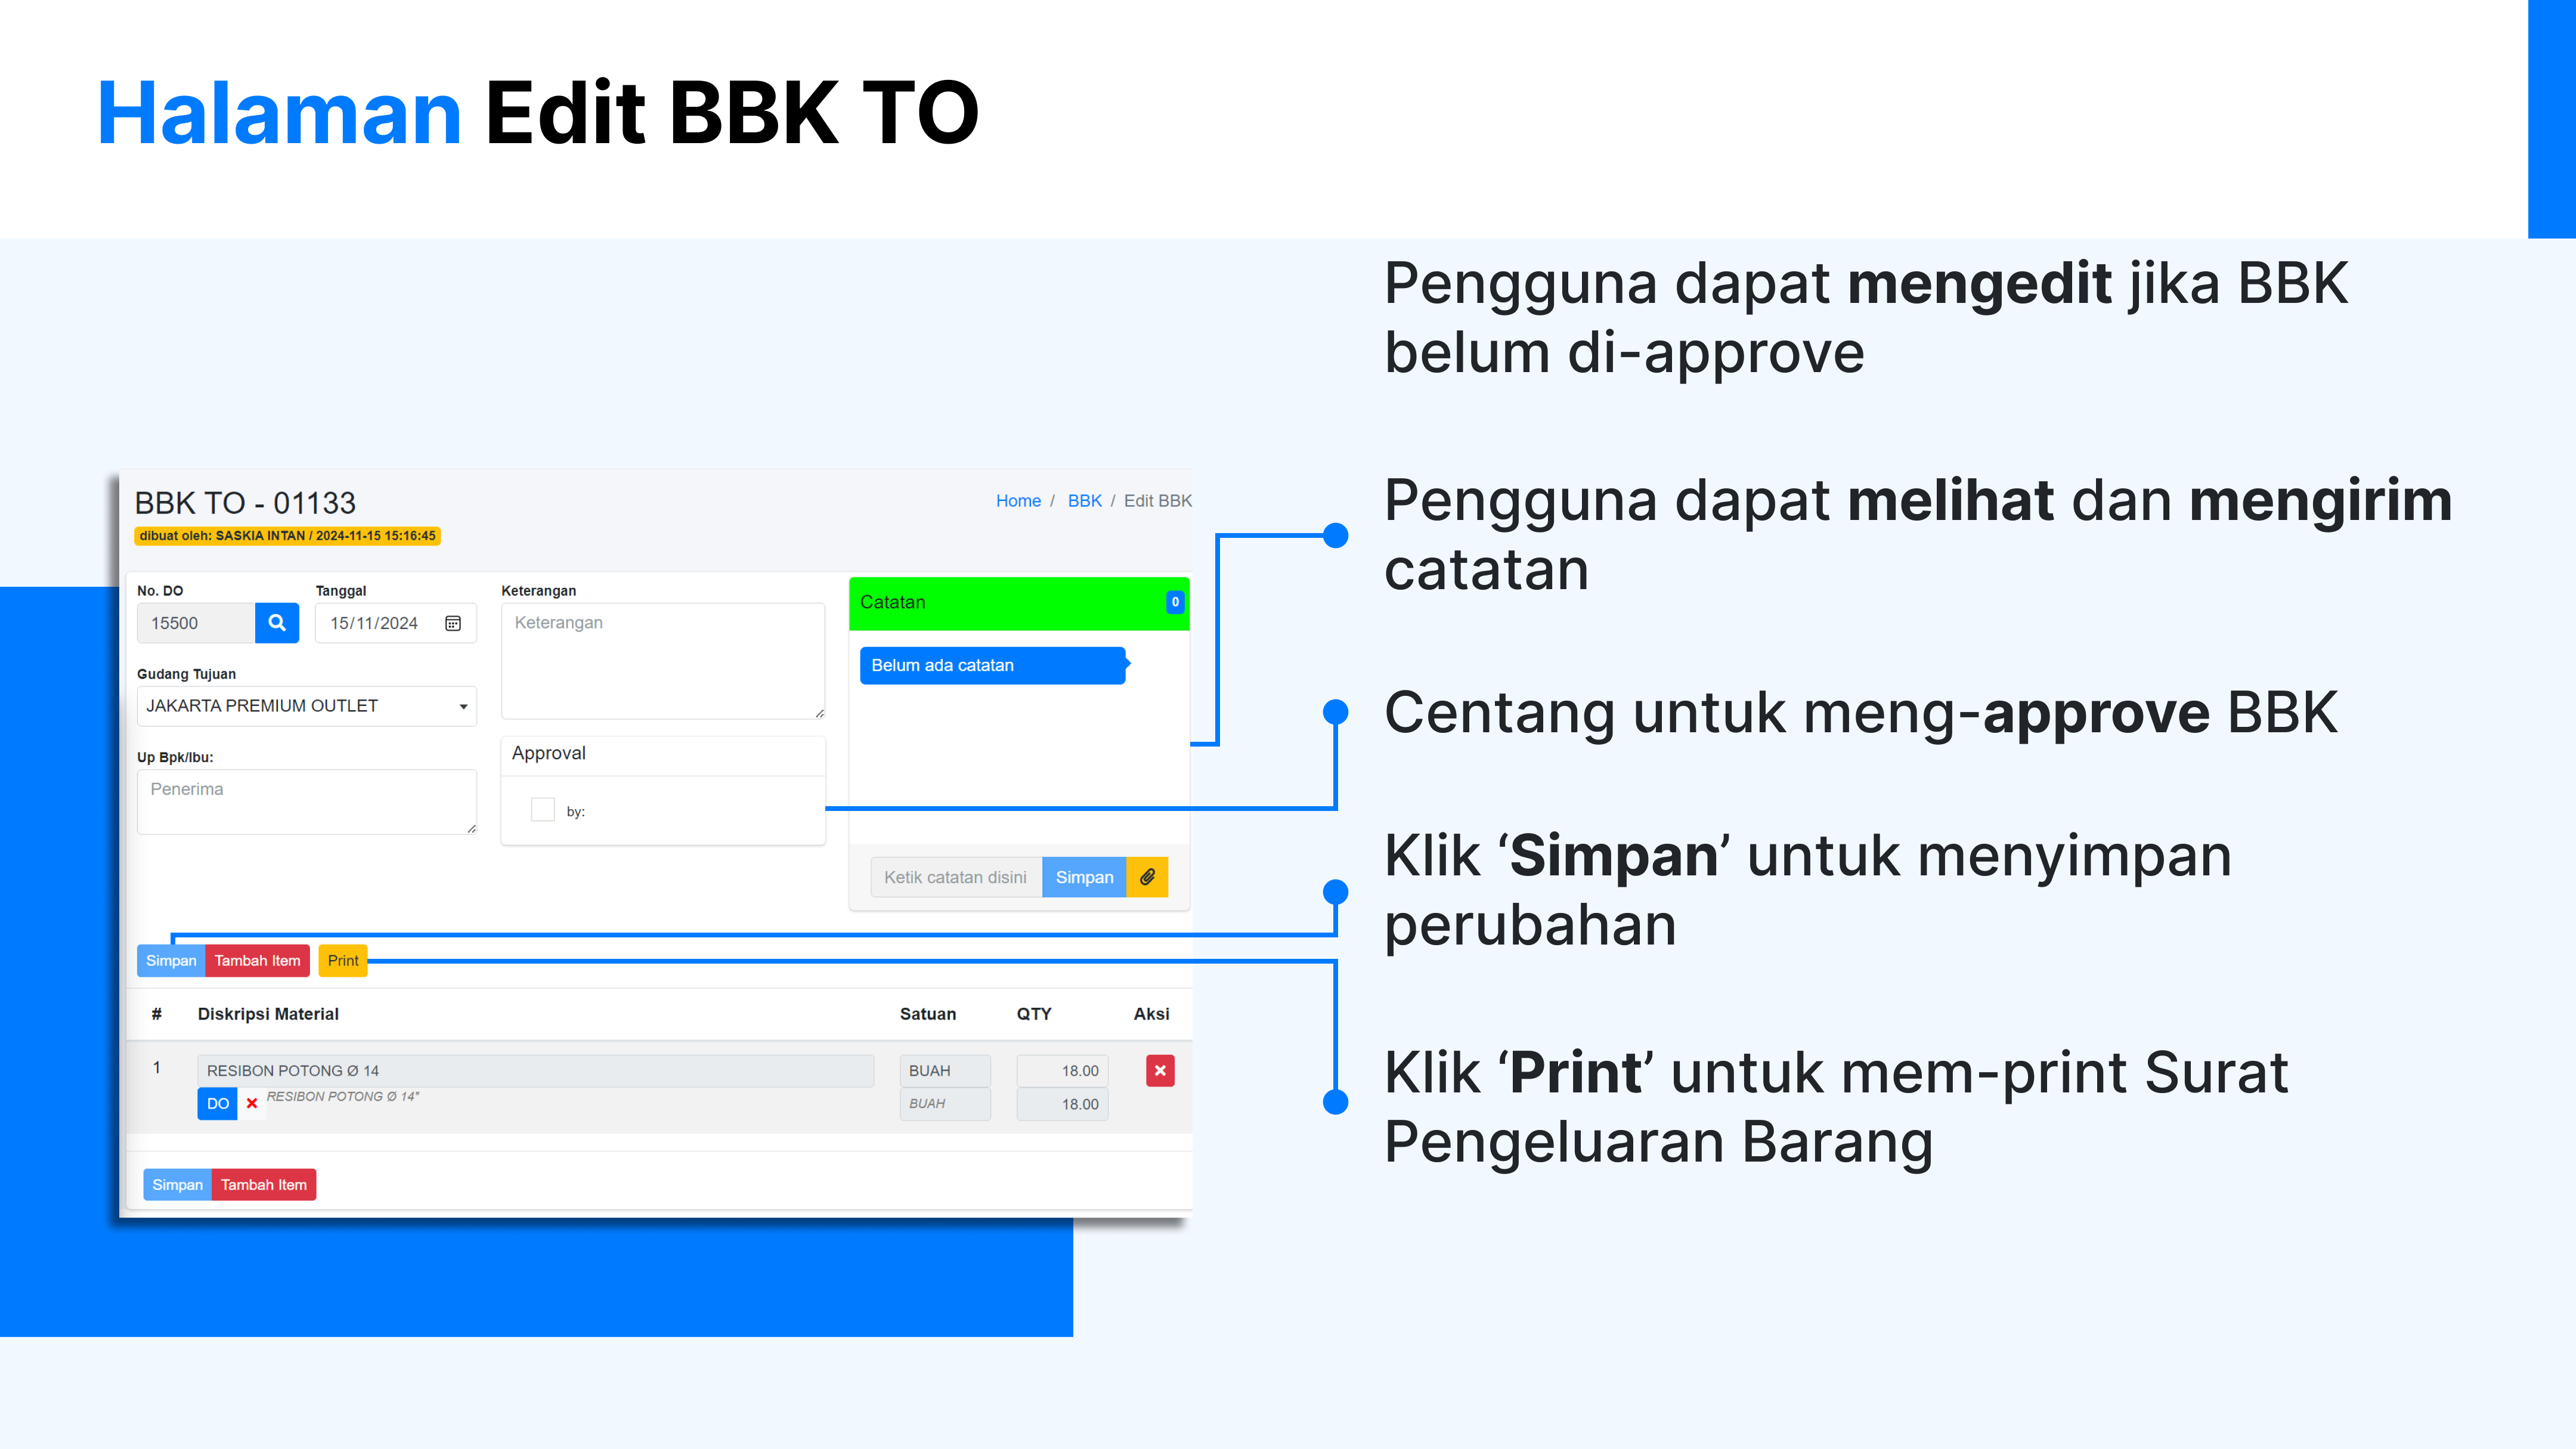 Halaman Edit BBK TO
Pengguna dapat mengedit jika BBK
belum di-approve
Pengguna dapat melihat dan mengirim
catatan
Centang untuk meng-approve BBK
Klik ‘Simpan’ untuk menyimpan
perubahan
Klik ‘Print’ untuk mem-print Surat
Pengeluaran Barang
BBK TO - 01133
Home / BBK / Edit BBK
dibuat oleh: SASKIA INTAN / 2024-11-15 15:16:45
No. DO
15500
Tanggal
15/11/2024
Gudang Tujuan
JAKARTA PREMIUM OUTLET
Up Bpk/Ibu:
Penerima
Keterangan
Keterangan
Approval
by:
Catatan 0
Belum ada catatan
Ketik catatan disini Simpan
Simpan Tambah Item Print
# Diskripsi Material Satuan QTY Aksi
1 RESIBON POTONG Ø 14 BUAH 18.00
DO RESIBON POTONG Ø 14" BUAH 18.00
Simpan Tambah Item